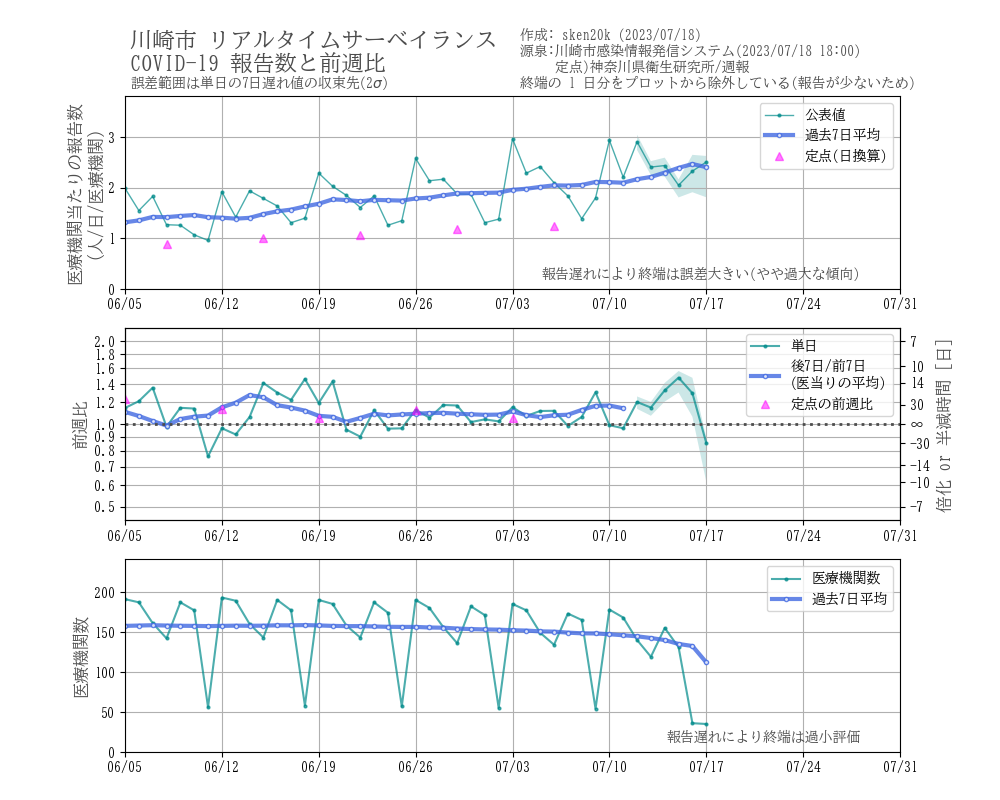 川崎市 リアルタイムサーベイランス
COVID-19 報告数と前週比
誤差範囲は単日の7日遅れ値の収束先(2σ)
作成: sken20k (2023/07/18)
源泉:川崎市感染情報発信システム(2023/07/18 18:00)
定点)神奈川県衛生研究所/週報
終端の 1 日分をプロットから除外している(報告が少ないため)
医療機関当たりの報告数
(人/日/医療機関)
3
2
1
0
公表値
過去7日平均
定点(日換算)
報告遅れにより終端は誤差大きい(やや過大な傾向)
06/05 06/12 06/19 06/26 07/03 07/10 07/17 07/24 07/31
前週比
2.0
1.8
1.6
1.4
1.2
1.0
0.9
0.8
0.7
0.6
0.5
単日
後7日/前7日
(医当りの平均)
定点の前週比
7
10
14
30
∞
-30
-14
-10
-7
倍化 or 半減時間 [日]
06/05 06/12 06/19 06/26 07/03 07/10 07/17 07/24 07/31
医療機関数
200
150
100
50
0
医療機関数
過去7日平均
報告遅れにより終端は過小評価
06/05 06/12 06/19 06/26 07/03 07/10 07/17 07/24 07/31